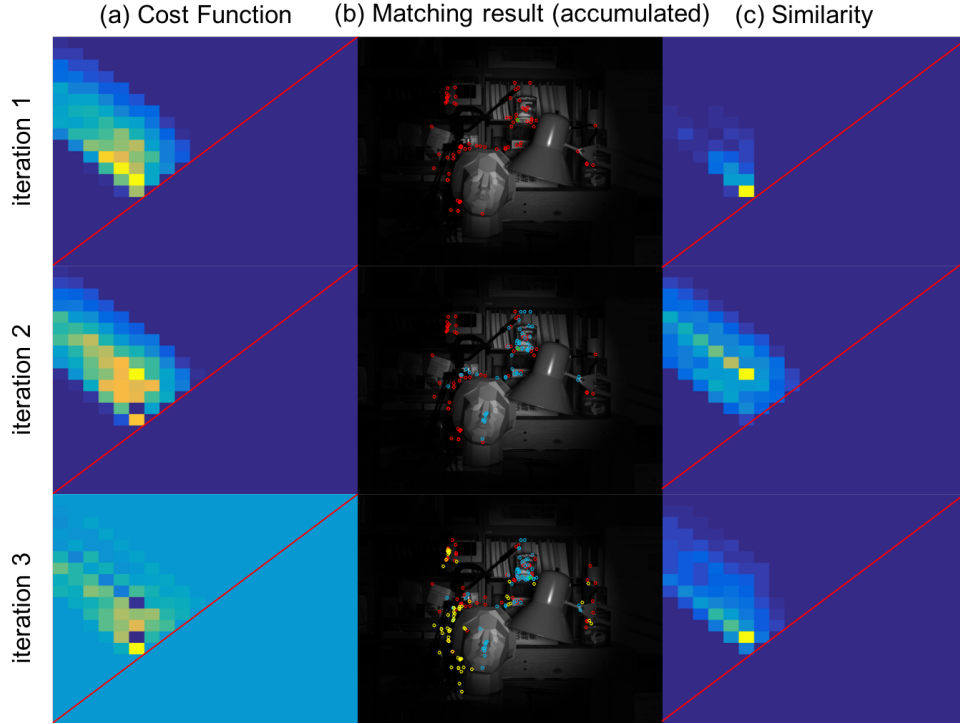 (a) Cost Function
(b) Matching result (accumulated)
(c) Similarity
iteration 1
iteration 2
iteration 3